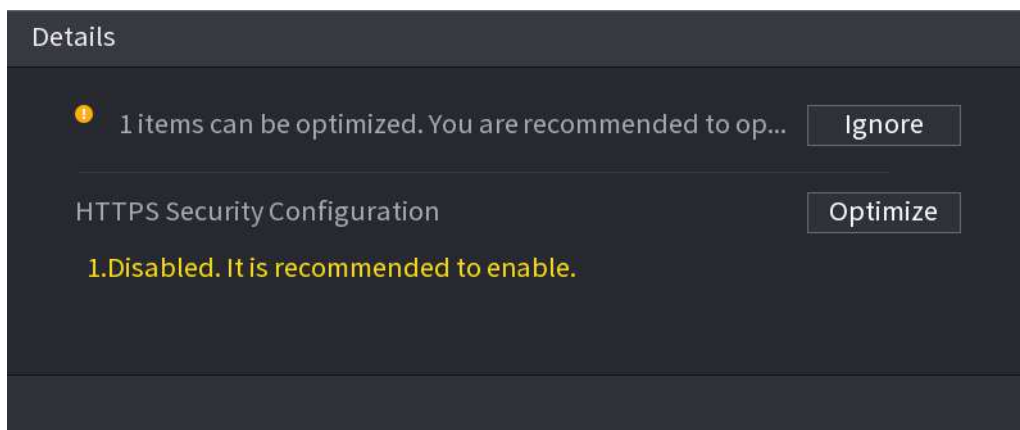 Details
1 items can be optimized. You are recommended to op...
Ignore
HTTPS Security Configuration
Optimize
1.Disabled. It is recommended to enable.